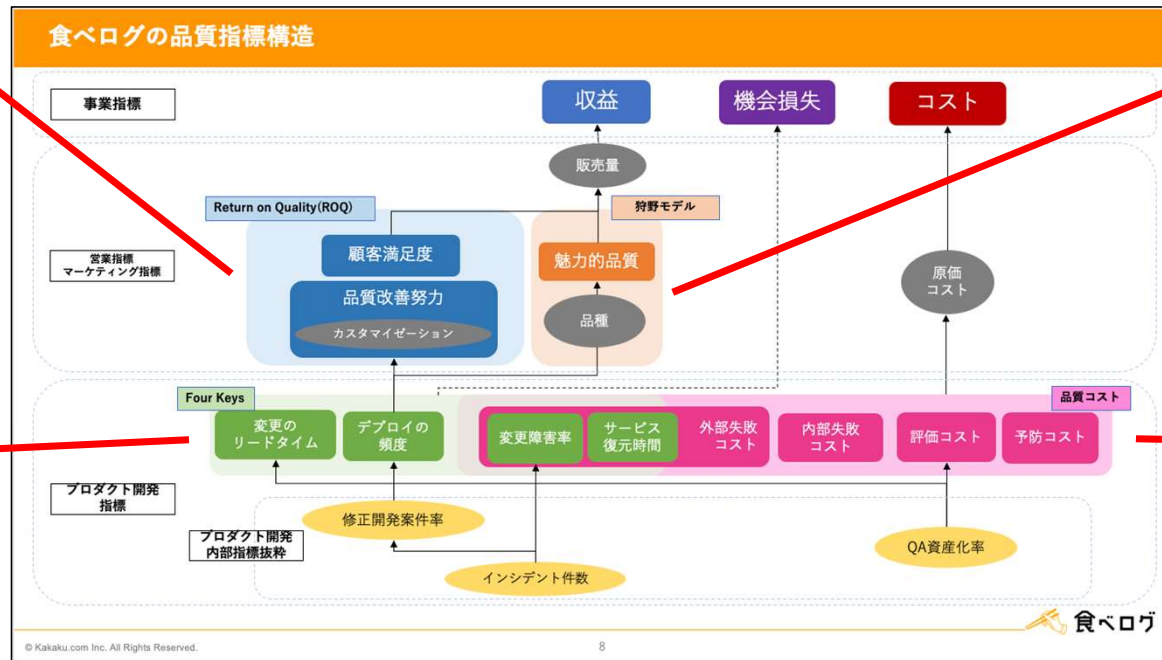 食べログの品質指標構造
事業指標
収益
機会損失
コスト
販売量
Return on Quality(ROQ)
狩野モデル
営業指標
マーケティング指標
顧客満足度
魅力的品質
品質改善努力
カスタマイゼーション
品種
原価
コスト
Four Keys
品質コスト
変更の
リードタイム
デプロイの
頻度
変更障害率
サービス
復元時間
外部失敗
コスト
内部失敗
コスト
評価コスト
予防コスト
プロダクト開発
指標
修正開発案件率
プロダクト開発
内部指標抜粋
QA資産化率
インシデント件数
食べログ
© Kakaku.com Inc. All Rights Reserved.
8